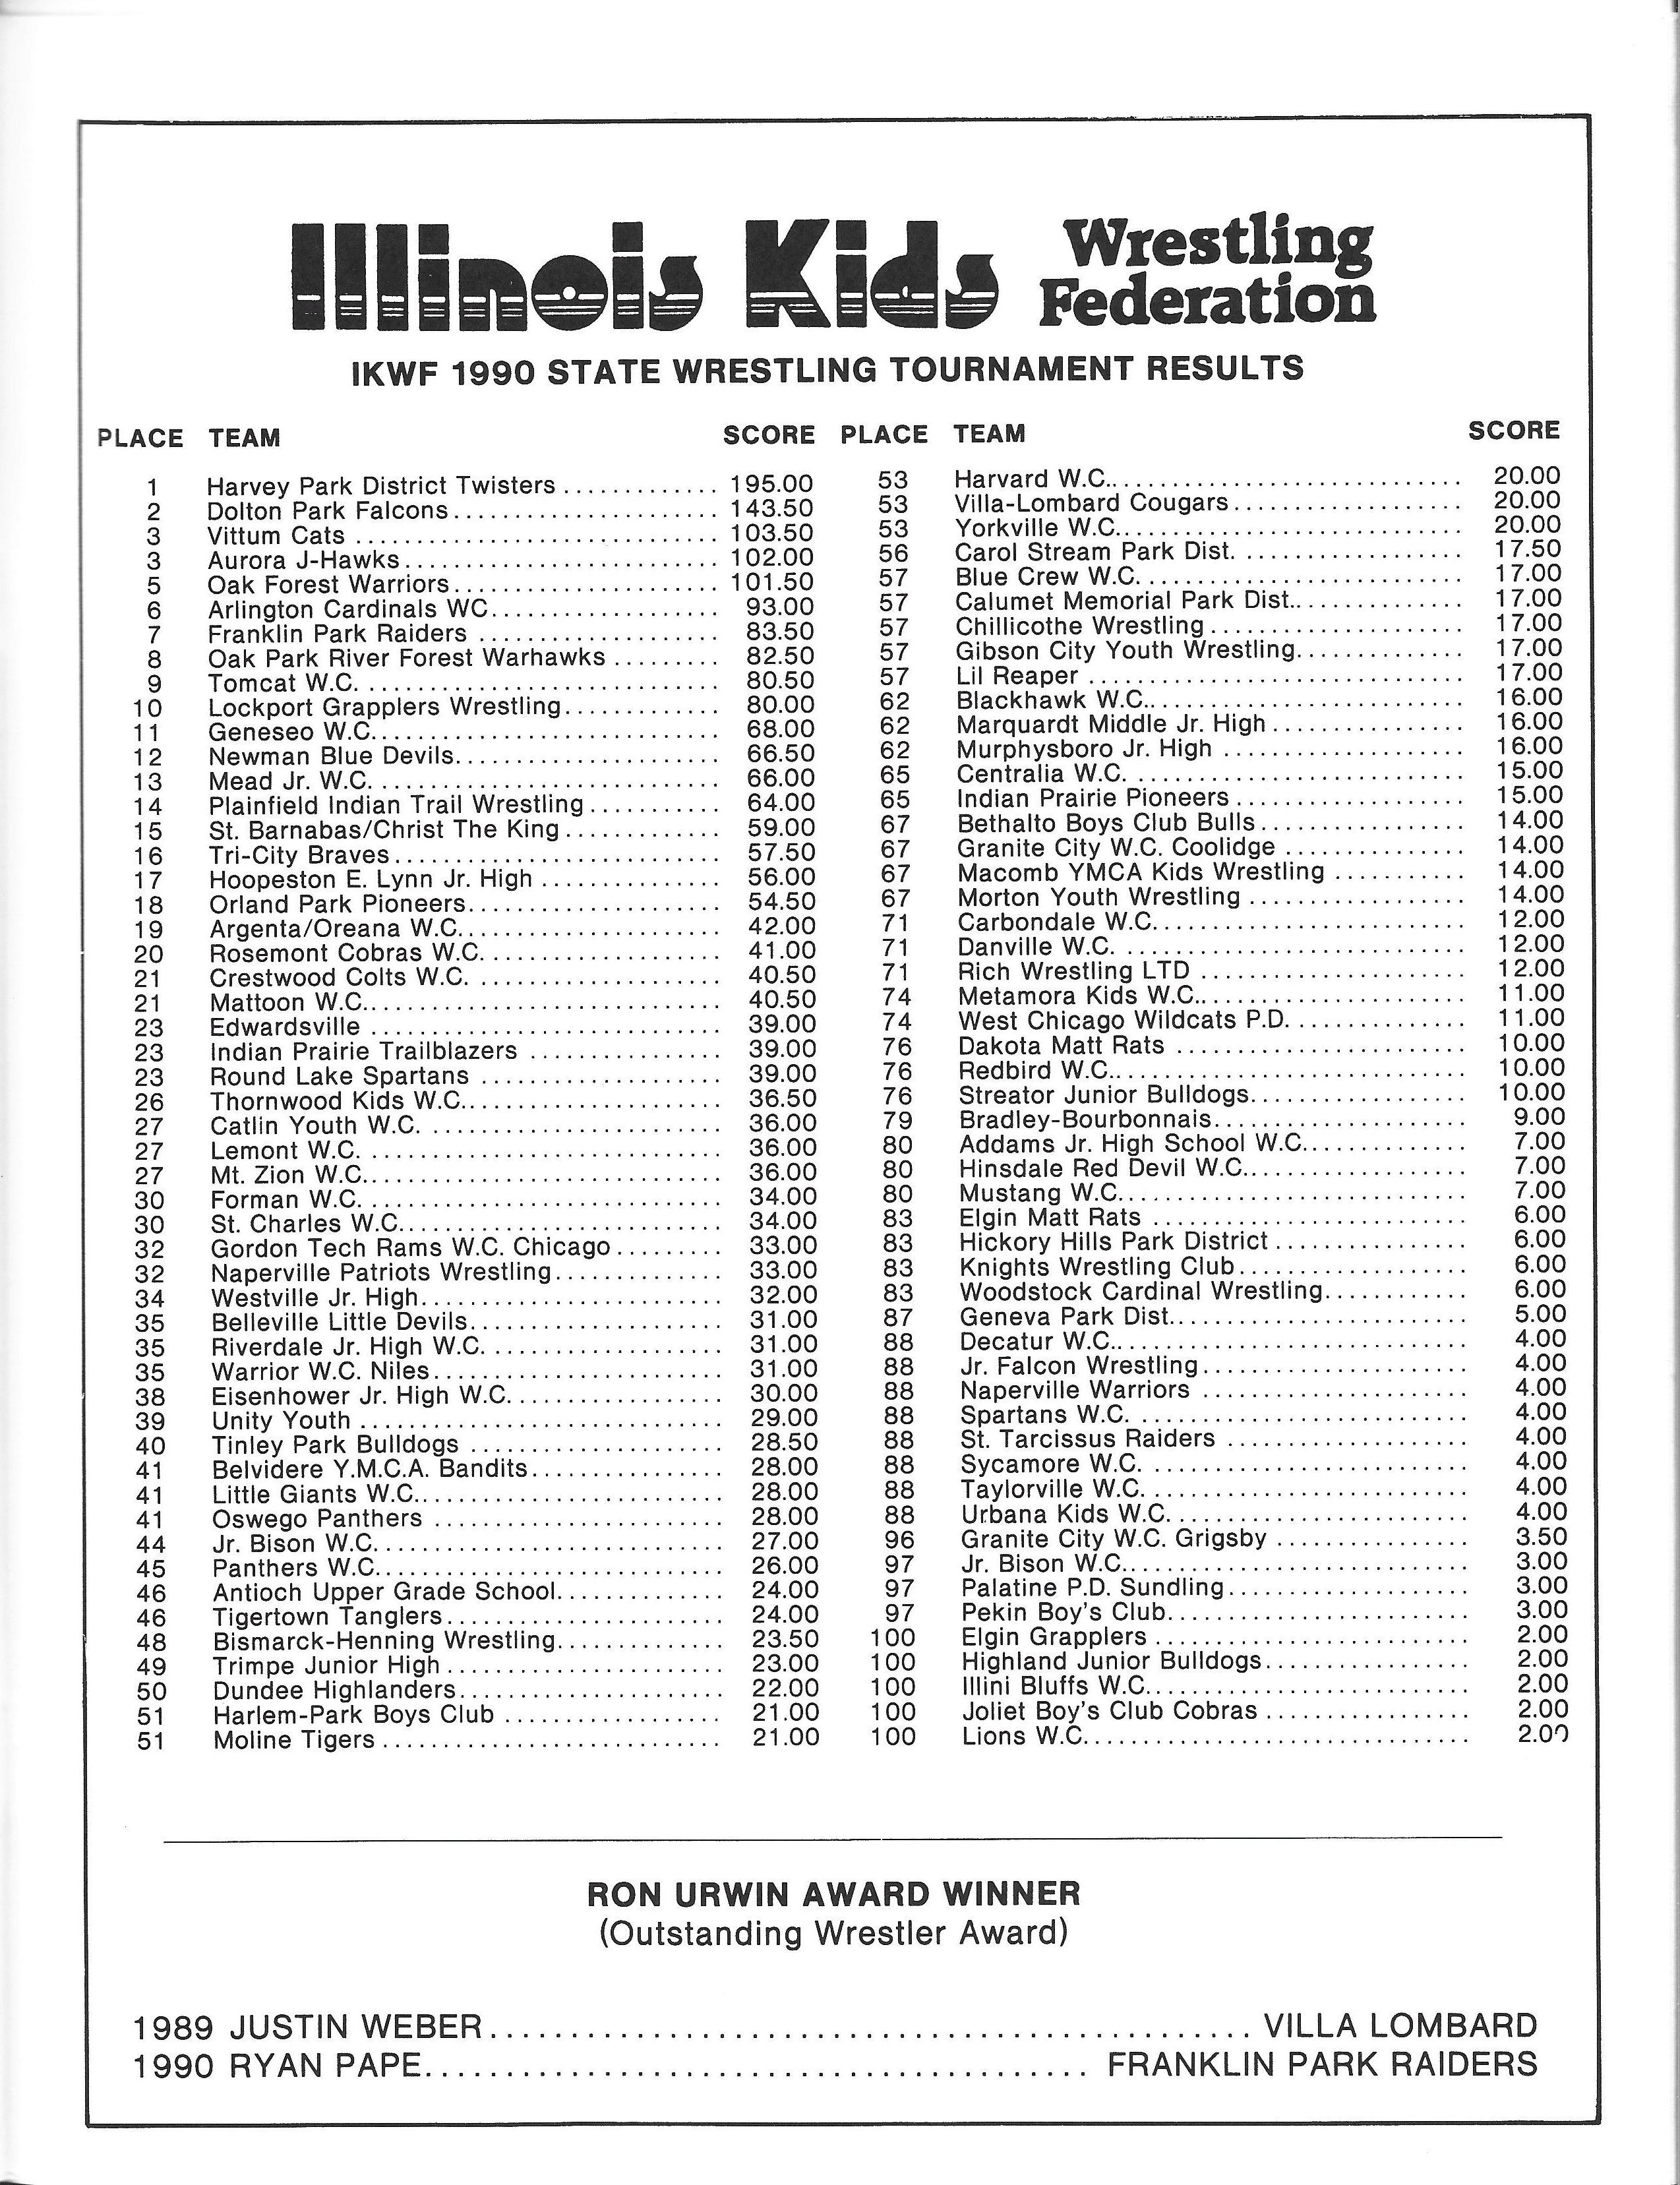 Illinois Kids Wrestling Federation
IKWF 1990 STATE WRESTLING TOURNAMENT RESULTS
PLACE TEAM SCORE
1 Harvey Park District Twisters ............. 195.00
2 Dolton Park Falcons...................... 143.50
3 Vittum Cats .............................. 103.50
3 Aurora J-Hawks.......................... 102.00
5 Oak Forest Warriors...................... 101.50
6 Arlington Cardinals WC................... 93.00
7 Franklin Park Raiders .................... 83.50
8 Oak Park River Forest Warhawks ......... 82.50
9 Tomcat W.C. .............................. 80.50
10 Lockport Grapplers Wrestling............. 80.00
11 Geneseo W.C............................. 68.00
12 Newman Blue Devils...................... 66.50
13 Mead Jr. W.C............................. 66.00
14 Plainfield Indian Trail Wrestling........... 64.00
15 St. Barnabas/Christ The King............. 59.00
16 Tri-City Braves........................... 57.50
17 Hoopeston E. Lynn Jr. High ............... 56.00
18 Orland Park Pioneers..................... 54.50
19 Argenta/Oreana W.C...................... 42.00
20 Rosemont Cobras W.C.................... 41.00
21 Crestwood Colts W.C. .................... 40.50
21 Mattoon W.C.............................. 40.50
23 Edwardsville ............................. 39.00
23 Indian Prairie Trailblazers ................ 39.00
23 Round Lake Spartans .................... 39.00
26 Thornwood Kids W.C...................... 36.50
27 Catlin Youth W.C. ........................ 36.00
27 Lemont W.C. .............................. 36.00
27 Mt. Zion W.C.............................. 36.00
30 Forman W.C.............................. 34.00
30 St. Charles W.C........................... 34.00
32 Gordon Tech Rams W.C. Chicago......... 33.00
32 Naperville Patriots Wrestling.............. 33.00
34 Westville Jr. High......................... 32.00
35 Belleville Little Devils..................... 31.00
35 Riverdale Jr. High W.C.................... 31.00
35 Warrior W.C. Niles........................ 31.00
38 Eisenhower Jr. High W.C.................. 30.00
39 Unity Youth .............................. 29.00
40 Tinley Park Bulldogs ..................... 28.50
41 Belvidere Y.M.C.A. Bandits................ 28.00
41 Little Giants W.C.......................... 28.00
41 Oswego Panthers ........................ 28.00
44 Jr. Bison W.C............................. 27.00
45 Panthers W.C............................. 26.00
46 Antioch Upper Grade School.............. 24.00
46 Tigertown Tanglers....................... 24.00
48 Bismarck-Henning Wrestling.............. 23.50
49 Trimpe Junior High ....................... 23.00
50 Dundee Highlanders...................... 22.00
51 Harlem-Park Boys Club .................. 21.00
51 Moline Tigers ............................ 21.00
PLACE TEAM SCORE
53 Harvard W.C.............................. 20.00
53 Villa-Lombard Cougars................... 20.00
53 Yorkville W.C............................. 20.00
56 Carol Stream Park Dist. .................. 17.50
57 Blue Crew W.C........................... 17.00
57 Calumet Memorial Park Dist............... 17.00
57 Chillicothe Wrestling..................... 17.00
57 Gibson City Youth Wrestling.............. 17.00
57 Lil Reaper ............................... 17.00
62 Blackhawk W.C........................... 16.00
62 Marquardt Middle Jr. High ................ 16.00
62 Murphysboro Jr. High .................... 16.00
65 Centralia W.C. ............................ 15.00
65 Indian Prairie Pioneers ................... 15.00
67 Bethalto Boys Club Bulls ................. 14.00
67 Granite City W.C. Coolidge ............... 14.00
67 Macomb YMCA Kids Wrestling ........... 14.00
67 Morton Youth Wrestling .................. 14.00
71 Carbondale W.C.......................... 12.00
71 Danville W.C. ............................. 12.00
71 Rich Wrestling LTD ...................... 12.00
74 Metamora Kids W.C....................... 11.00
74 West Chicago Wildcats P.D. .............. 11.00
76 Dakota Matt Rats ........................ 10.00
76 Redbird W.C.............................. 10.00
76 Streator Junior Bulldogs.................. 10.00
79 Bradley-Bourbonnais..................... 9.00
80 Addams Jr. High School W.C.............. 7.00
80 Hinsdale Red Devil W.C................... 7.00
80 Mustang W.C............................. 7.00
83 Elgin Matt Rats .......................... 6.00
83 Hickory Hills Park District ................ 6.00
83 Knights Wrestling Club................... 6.00
83 Woodstock Cardinal Wrestling............ 6.00
87 Geneva Park Dist......................... 5.00
88 Decatur W.C.............................. 4.00
88 Jr. Falcon Wrestling...................... 4.00
88 Naperville Warriors ...................... 4.00
88 Spartans W.C. ........................... 4.00
88 St. Tarcissus Raiders .................... 4.00
88 Sycamore W.C. .......................... 4.00
88 Taylorville W.C........................... 4.00
88 Urbana Kids W.C......................... 4.00
96 Granite City W.C. Grigsby ................ 3.50
97 Jr. Bison W.C............................. 3.00
97 Palatine P.D. Sundling.................... 3.00
97 Pekin Boy's Club......................... 3.00
100 Elgin Grapplers .......................... 2.00
100 Highland Junior Bulldogs................. 2.00
100 Illini Bluffs W.C........................... 2.00
100 Joliet Boy's Club Cobras ................. 2.00
100 Lions W.C................................ 2.00
RON URWIN AWARD WINNER
(Outstanding Wrestler Award)
1989 JUSTIN WEBER............................................... VILLA LOMBARD
1990 RYAN PAPE......................................... FRANKLIN PARK RAIDERS